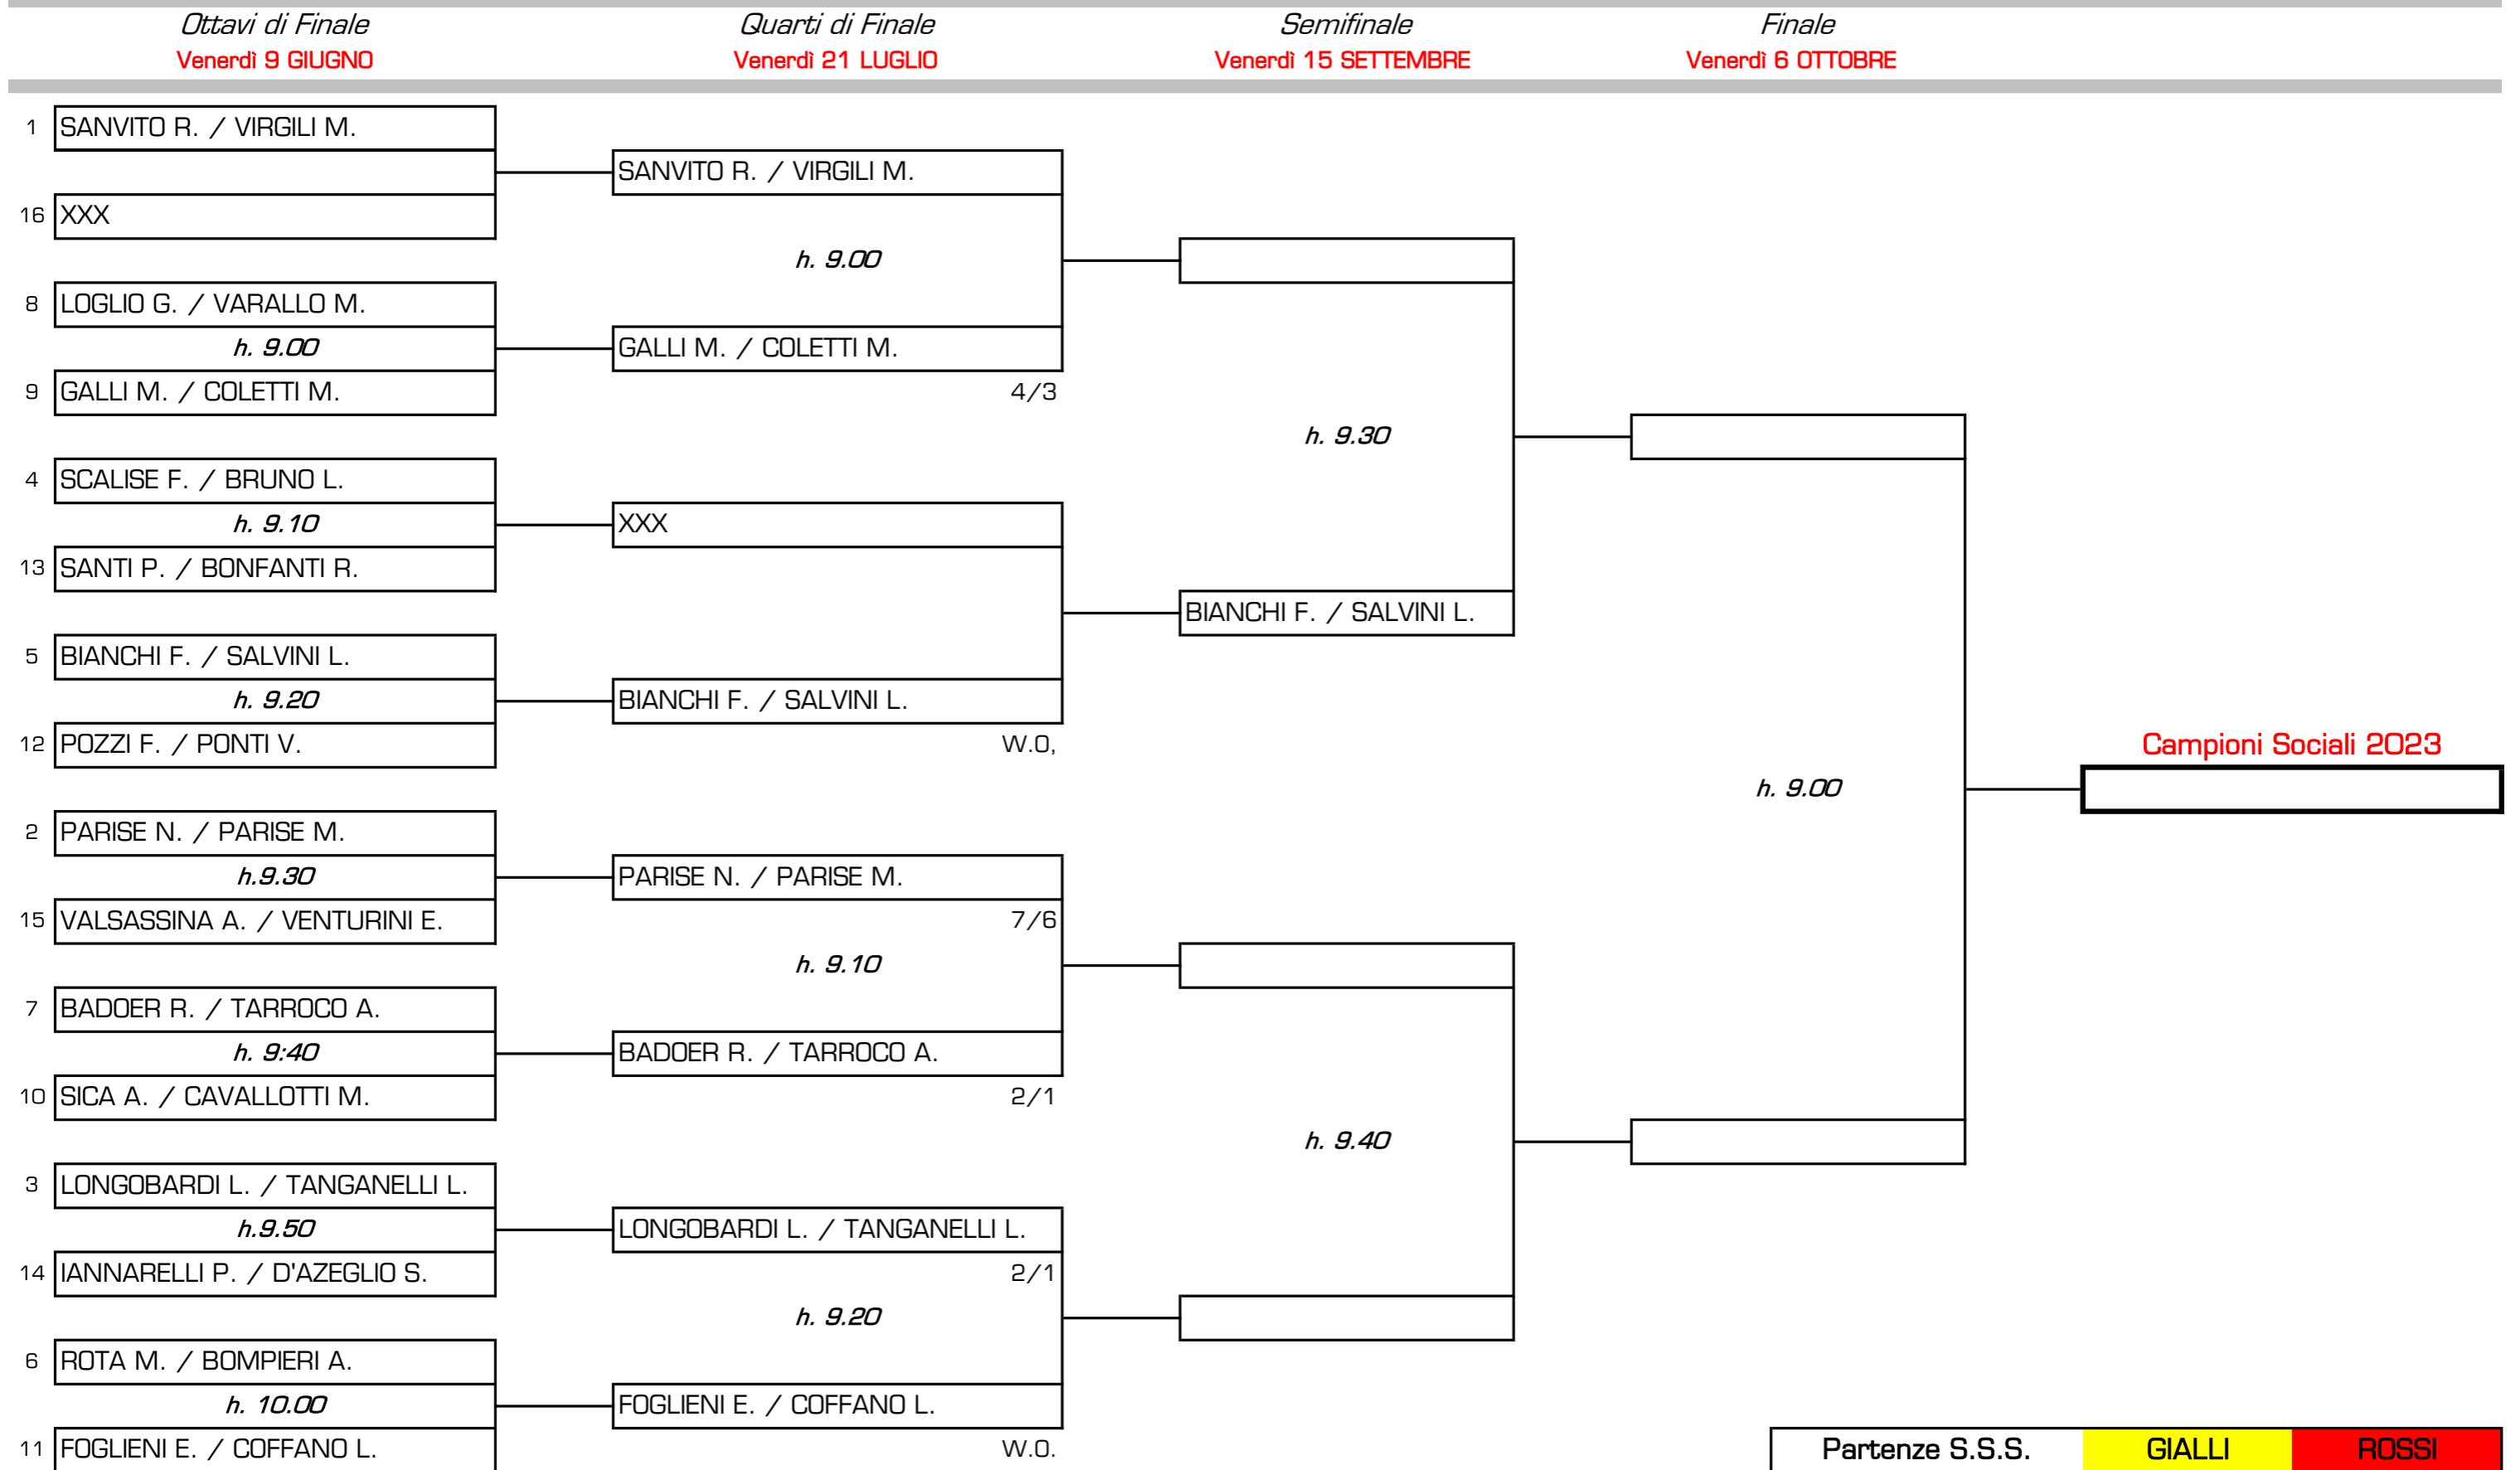 Ottavi di Finale Quarti di Finale Semifinale Finale
Venerdì 9 GIUGNO Venerdì 21 LUGLIO Venerdì 15 SETTEMBRE Venerdì 6 OTTOBRE
1 SANVITO R. / VIRGILI M.
SANVITO R. / VIRGILI M.
16 XXX
h. 9.00
8 LOGLIO G. / VARALLO M.
h. 9.00 GALLI M. / COLETTI M.
9 GALLI M. / COLETTI M. 4/3
h. 9.30
4 SCALISE F. / BRUNO L.
h. 9.10 XXX
13 SANTI P. / BONFANTI R.
BIANCHI F. / SALVINI L.
5 BIANCHI F. / SALVINI L.
h. 9.20 BIANCHI F. / SALVINI L.
12 POZZI F. / PONTI V. W.O, Campioni Sociali 2023
h. 9.00
2 PARISE N. / PARISE M.
h.9.30 PARISE N. / PARISE M.
15 VALSASSINA A. / VENTURINI E. 7/6
h. 9.10
7 BADOER R. / TARROCO A.
h. 9:40 BADOER R. / TARROCO A.
10 SICA A. / CAVALLOTTI M. 2/1
h. 9.40
3 LONGOBARDI L. / TANGANELLI L.
h.9.50 LONGOBARDI L. / TANGANELLI L.
14 IANNARELLI P. / D'AZEGLIO S. 2/1
h. 9.20
6 ROTA M. / BOMPIERI A.
h. 10.00 FOGLIENI E. / COFFANO L.
11 FOGLIENI E. / COFFANO L. W.O. Partenze S.S.S. GIALLI ROSSI